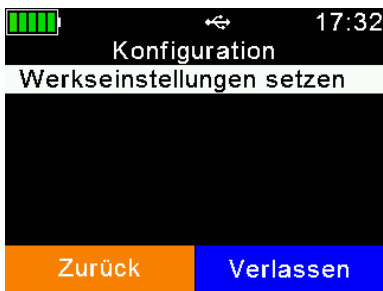 17:32
Konfiguration
Werkseinstellungen setzen
Zurück
Verlassen